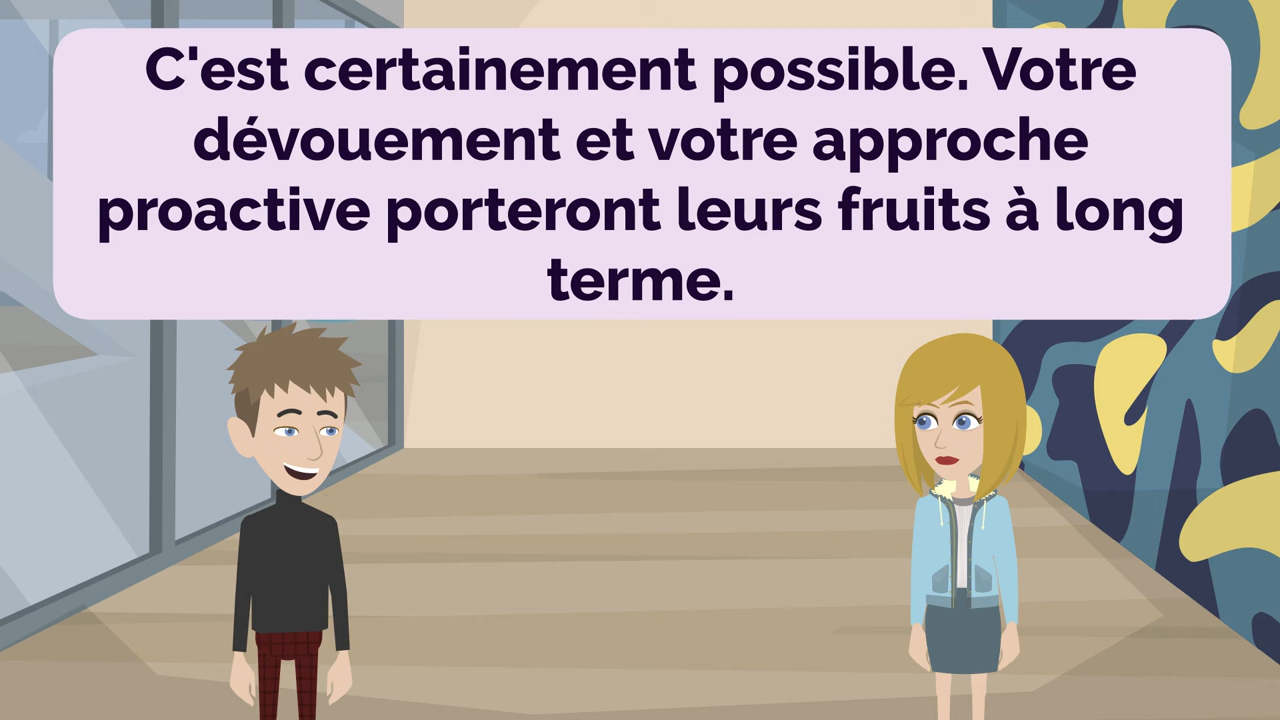 C'est certainement possible. Votre
dévouement et votre approche
proactive porteront leurs fruits à long
terme.